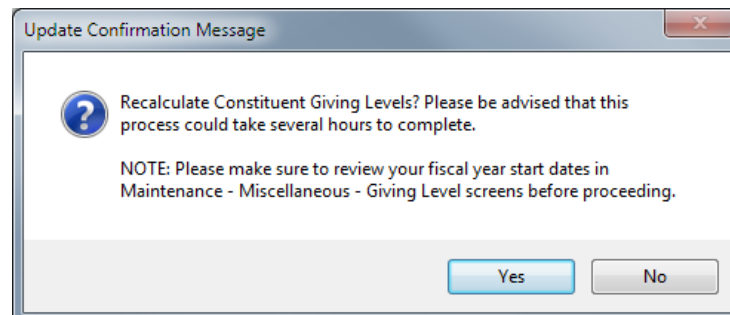 Update Confirmation Message
Recalculate Constituent Giving Levels? Please be advised that this
process could take several hours to complete.
NOTE: Please make sure to review your fiscal year start dates in
Maintenance - Miscellaneous - Giving Level screens before proceeding.
Yes
No